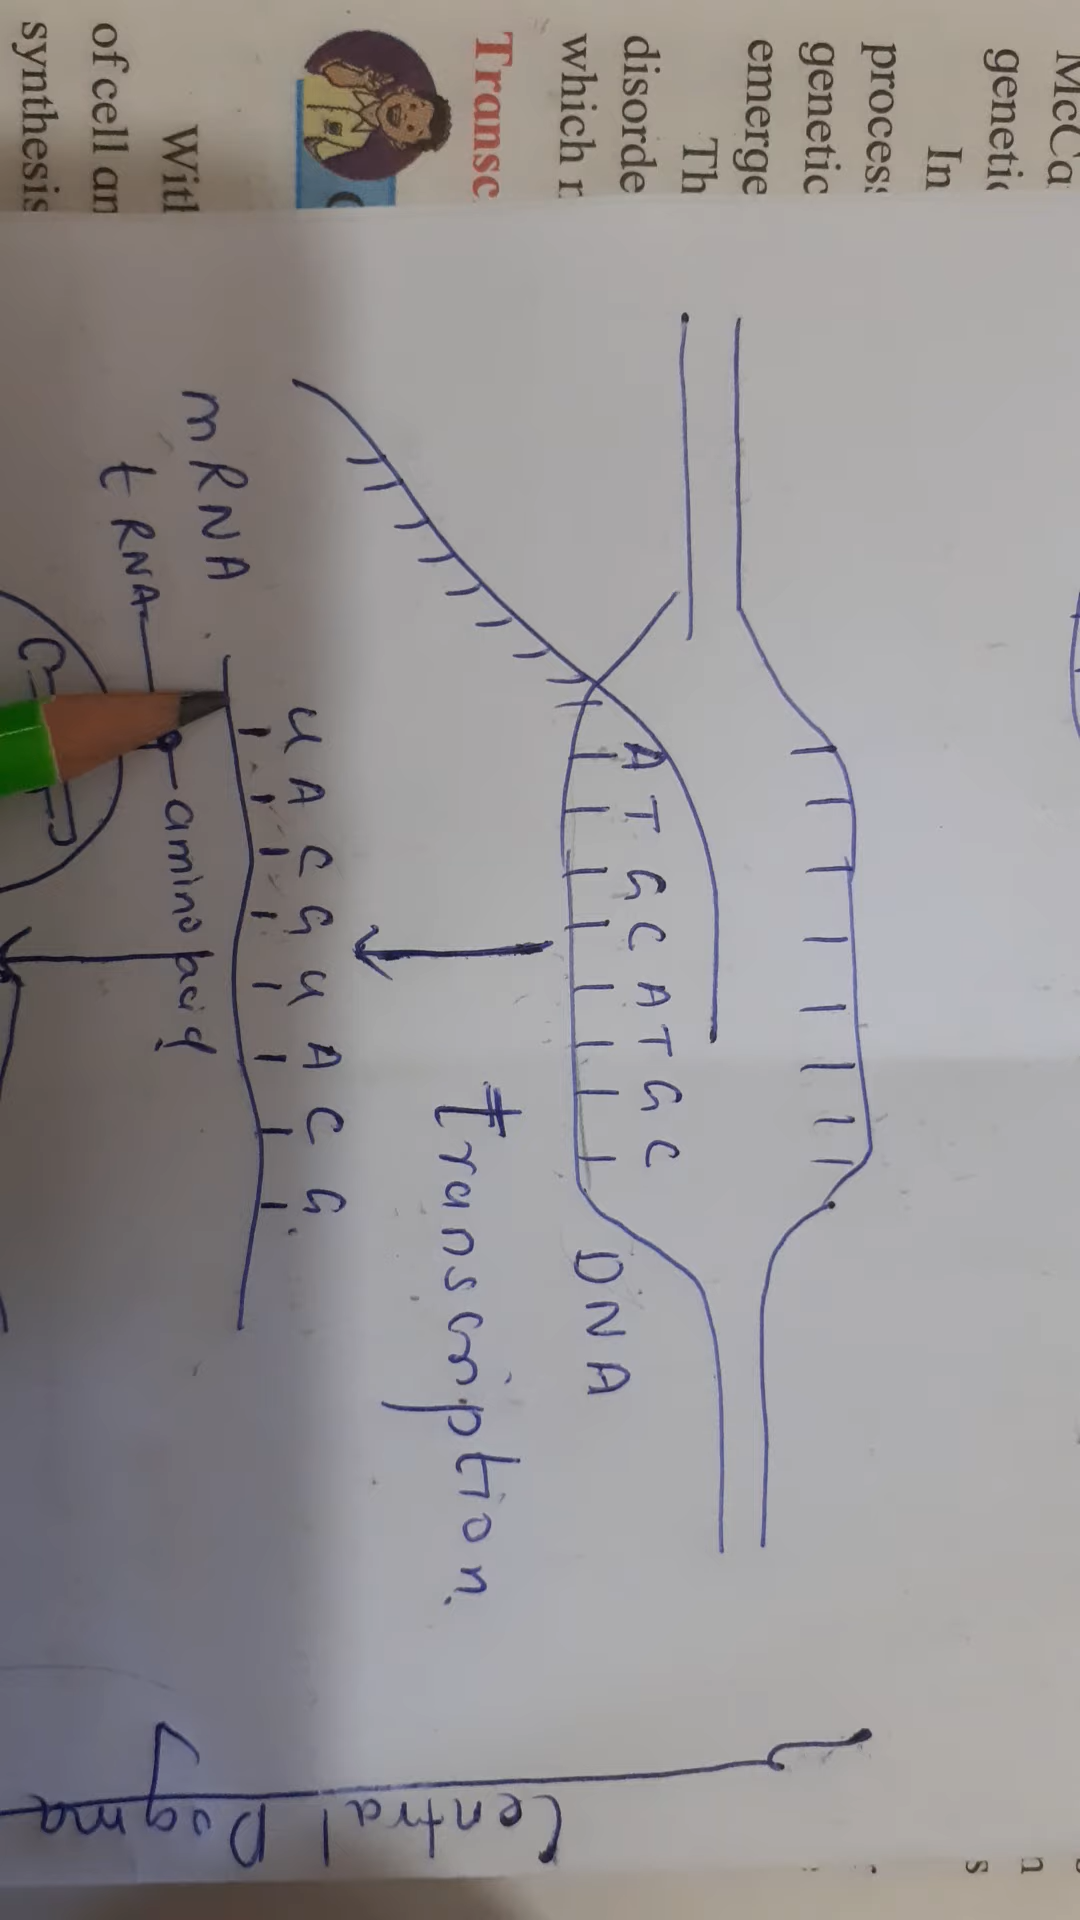 McCa
geneti
In
process
genetic
emerge
Th
disorde
which r
Transc
With
of cell an
synthesis
A T G C A T G C
DNA
transcription
U A C G U A C G
mRNA
t RNA
amino acid
Central Dogma
n
s